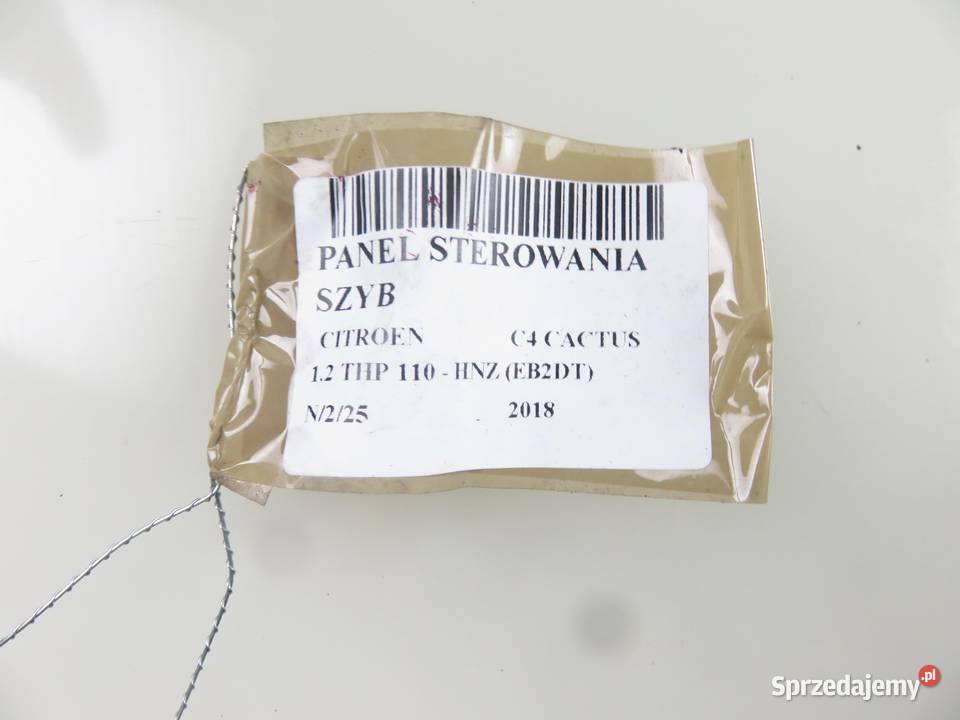 PANEL STEROWANIA
SZYB
CITROEN C4 CACTUS
1.2 THP 110 - HNZ (EB2DT)
N/2/25 2018
Sprzedajemy.pl